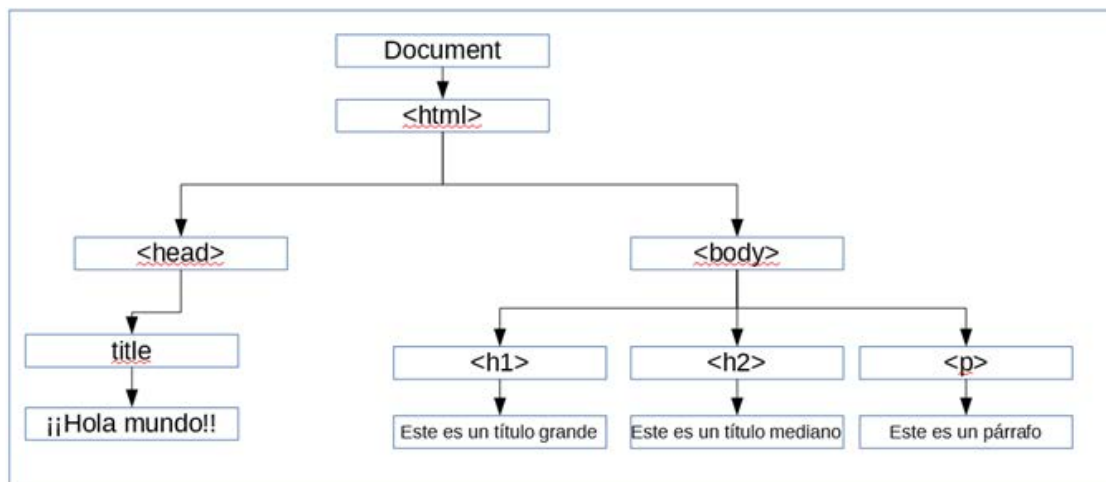 Document
<html>
<head>
<body>
title
<h1>
<h2>
<p>
¡¡Hola mundo!!
Este es un título grande
Este es un título mediano
Este es un párrafo